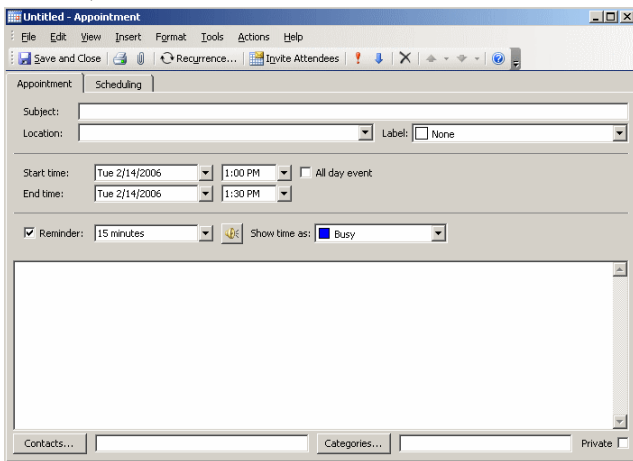 Untitled - Appointment
File Edit View Insert Format Tools Actions Help
Save and Close Recurrence... Invite Attendees
Appointment Scheduling
Subject:
Location: Label: None
Start time: Tue 2/14/2006 1:00 PM All day event
End time: Tue 2/14/2006 1:30 PM
Reminder: 15 minutes Show time as: Busy
Contacts... Categories... Private